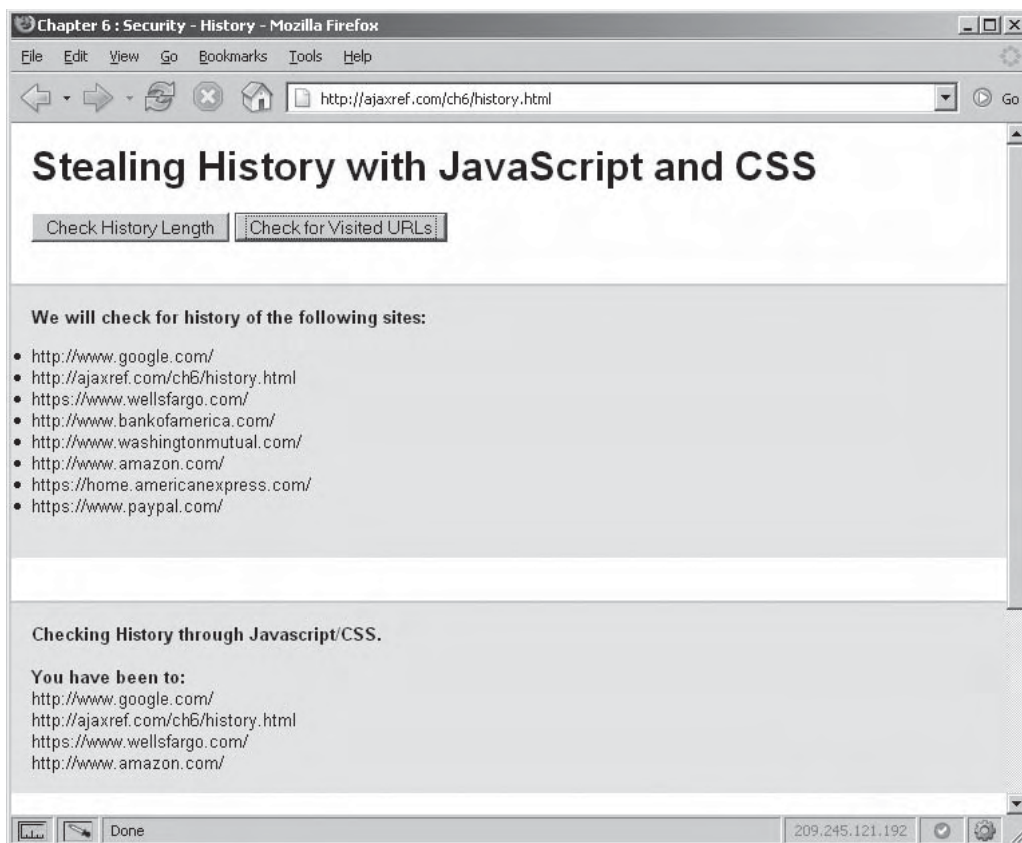 Chapter 6 : Security - History - Mozilla Firefox
File Edit View Go Bookmarks Tools Help
http://ajaxref.com/ch6/history.html Go
Stealing History with JavaScript and CSS
Check History Length Check for Visited URLs
We will check for history of the following sites:
• http://www.google.com/
• http://ajaxref.com/ch6/history.html
• https://www.wellsfargo.com/
• http://www.bankofamerica.com/
• http://www.washingtonmutual.com/
• http://www.amazon.com/
• https://home.americanexpress.com/
• https://www.paypal.com/
Checking History through Javascript/CSS.
You have been to:
http://www.google.com/
http://ajaxref.com/ch6/history.html
https://www.wellsfargo.com/
http://www.amazon.com/
Done 209.245.121.192